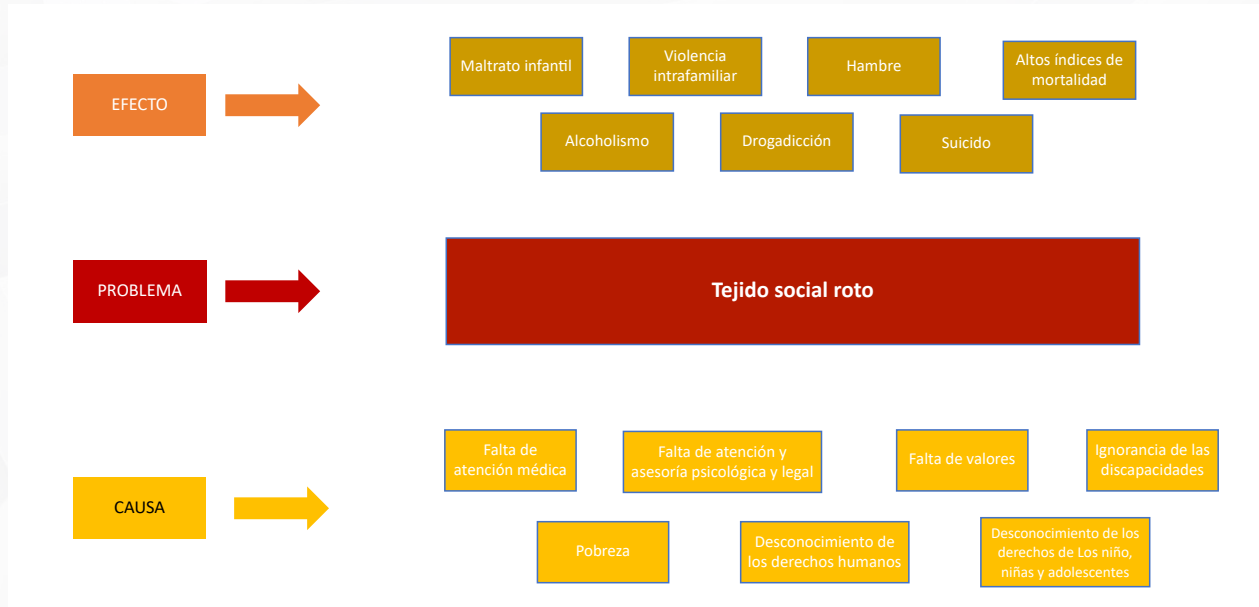 EFECTO
Maltrato infantil
Violencia
intrafamiliar
Hambre
Altos índices de
mortalidad
Alcoholismo
Drogadicción
Suicido
PROBLEMA
Tejido social roto
CAUSA
Falta de
atención médica
Falta de atención y
asesoría psicológica y legal
Falta de valores
Ignorancia de las
discapacidades
Pobreza
Desconocimiento de
los derechos humanos
Desconocimiento de los
derechos de Los niño,
niñas y adolescentes